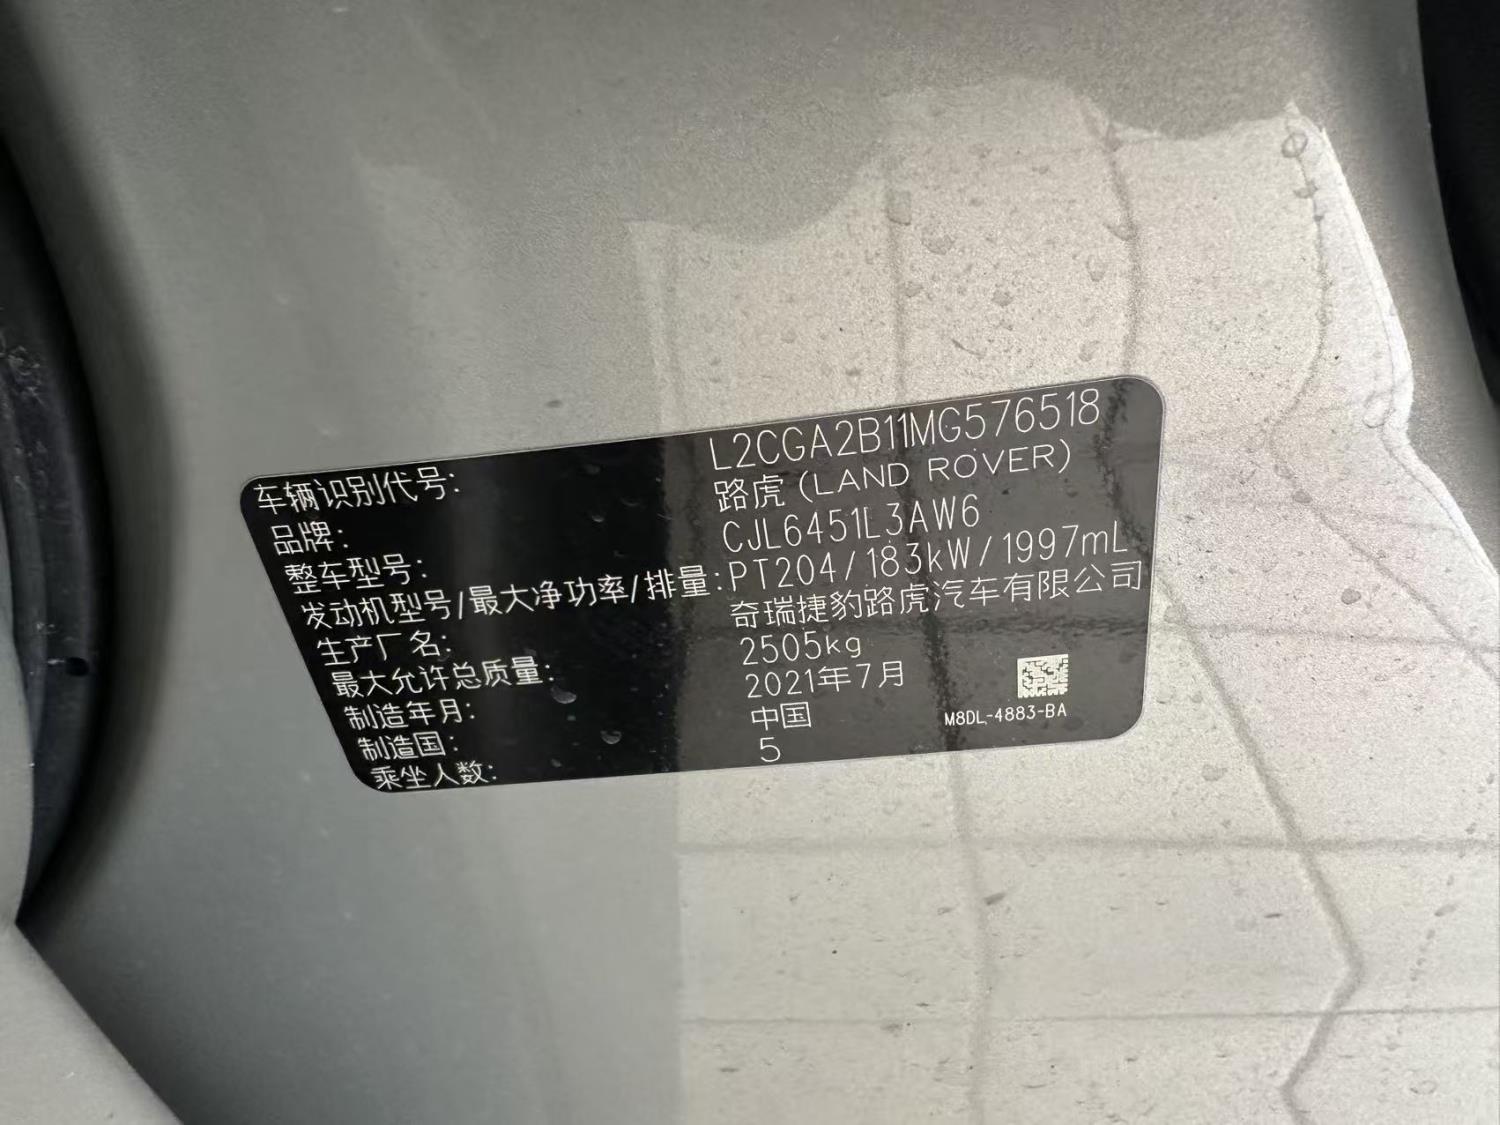 车辆识别代号: L2CGA2B11MG576518
品牌: 路虎(LAND ROVER)
整车型号: CJL6451L3AW6
发动机型号/最大净功率/排量: PT204/183kW/1997mL
生产厂名: 奇瑞捷豹路虎汽车有限公司
最大允许总质量: 2505kg
制造年月: 2021年7月
制造国: 中国
乘坐人数: 5
M8DL-4883-BA